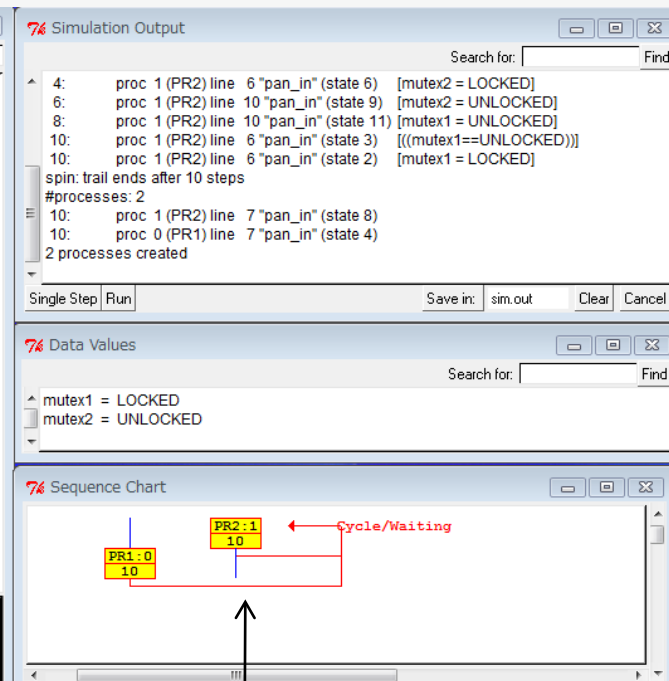 Simulation Output
Search for:
Find
4: proc 1 (PR2) line 6 "pan_in" (state 6) [mutex2 = LOCKED]
6: proc 1 (PR2) line 10 "pan_in" (state 9) [mutex2 = UNLOCKED]
8: proc 1 (PR2) line 10 "pan_in" (state 11) [mutex1 = UNLOCKED]
10: proc 1 (PR2) line 6 "pan_in" (state 3) [((mutex1==UNLOCKED))]
10: proc 1 (PR2) line 6 "pan_in" (state 2) [mutex1 = LOCKED]
spin: trail ends after 10 steps
#processes: 2
10: proc 1 (PR2) line 7 "pan_in" (state 8)
10: proc 0 (PR1) line 7 "pan_in" (state 4)
2 processes created
Single Step Run Save in: sim.out Clear Cancel
Data Values
Search for: Find
mutex1 = LOCKED
mutex2 = UNLOCKED
Sequence Chart
PR2:1 Cycle/Waiting
10
PR1:0
10